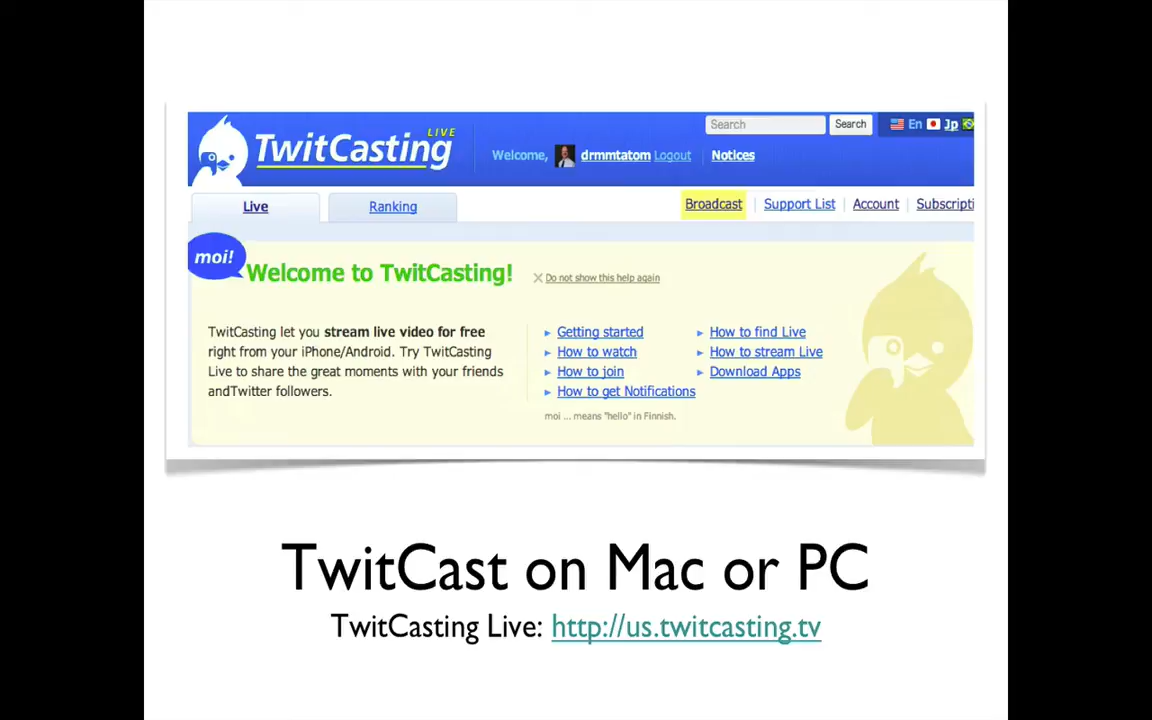 LIVE
TwitCasting
Welcome, drmmtatom Logout Notices
Search Search En Jp
Live Ranking Broadcast Support List Account Subscripti
moi!
Welcome to TwitCasting! Do not show this help again
TwitCasting let you stream live video for free
right from your iPhone/Android. Try TwitCasting
Live to share the great moments with your friends
andTwitter followers.
Getting started
How to watch
How to join
How to get Notifications
How to find Live
How to stream Live
Download Apps
moi ... means "hello" in Finnish.
TwitCast on Mac or PC
TwitCasting Live: http://us.twitcasting.tv